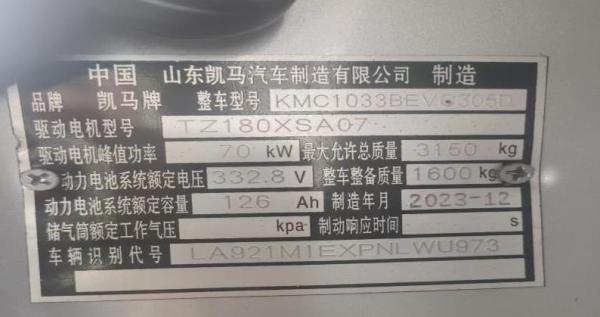 中国 山东凯马汽车制造有限公司 制造
品牌 凯马牌 整车型号 KMC1033BEVC305D
驱动电机型号 TZ180XSA07
驱动电机峰值功率 70 kW 最大允许总质量 3150 kg
动力电池系统额定电压 332.8 V 整车整备质量 1600 kg
动力电池系统额定容量 126 Ah 制造年月 2023-12
储气筒额定工作气压 kpa 制动响应时间 s
车辆识别代号 LA921M1EXPNLWU973